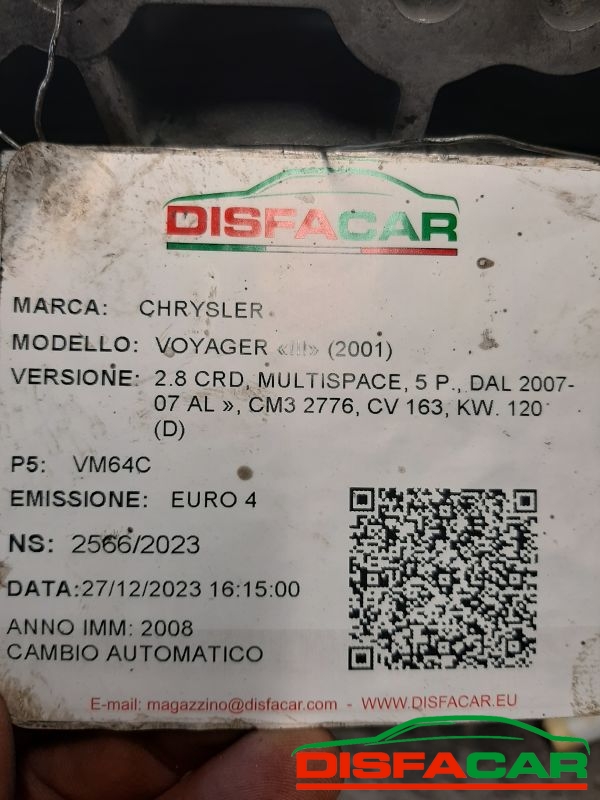 DISFACAR
MARCA: CHRYSLER
MODELLO: VOYAGER «III» (2001)
VERSIONE: 2.8 CRD, MULTISPACE, 5 P., DAL 2007-
07 AL », CM3 2776, CV 163, KW. 120
(D)
P5: VM64C
EMISSIONE: EURO 4
NS: 2566/2023
DATA:27/12/2023 16:15:00
ANNO IMM: 2008
CAMBIO AUTOMATICO
E-mail: magazzino@disfacar.com - WWW.DISFACAR.EU
DISFACAR